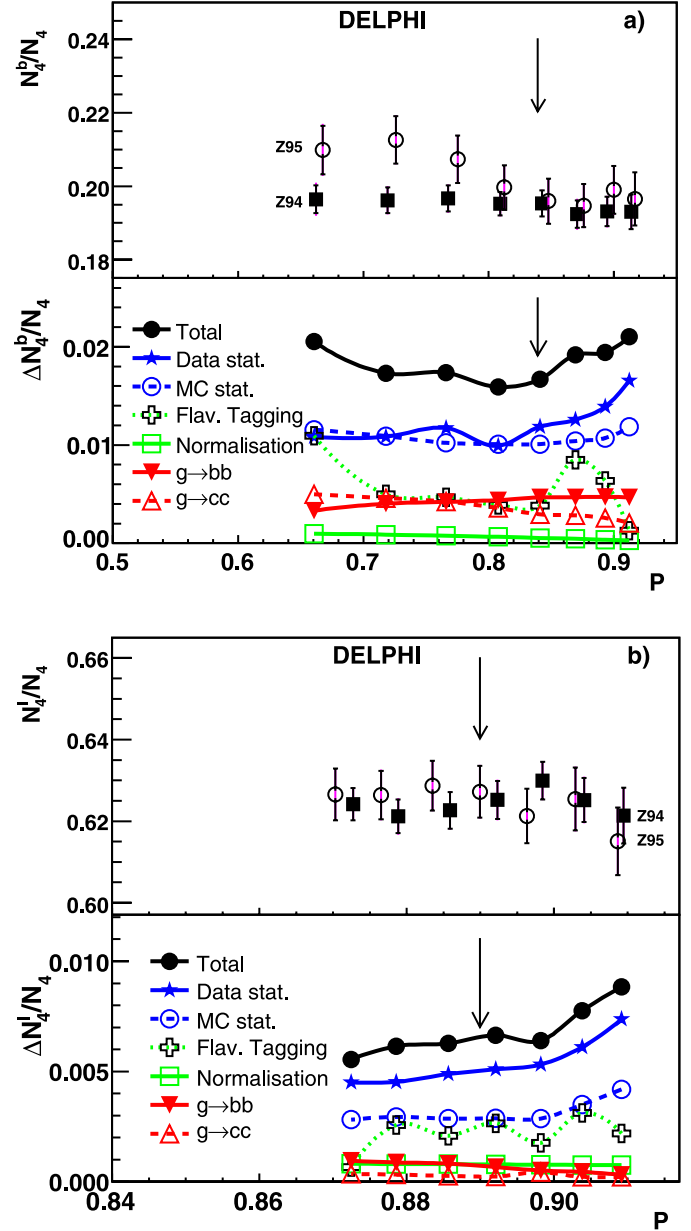 DELPHI
a)
N₄ᵇ/N₄
0.24
0.22
0.20
0.18
Z95
Z94
ΔN₄ᵇ/N₄
0.02
0.01
0.00
Total
Data stat.
MC stat.
Flav. Tagging
Normalisation
g→bb
g→cc
0.5 0.6 0.7 0.8 0.9
P
DELPHI
b)
N₄ˡ/N₄
0.66
0.64
0.62
0.60
Z94
Z95
ΔN₄ˡ/N₄
0.010
0.005
0.000
Total
Data stat.
MC stat.
Flav. Tagging
Normalisation
g→bb
g→cc
0.84 0.86 0.88 0.90
P